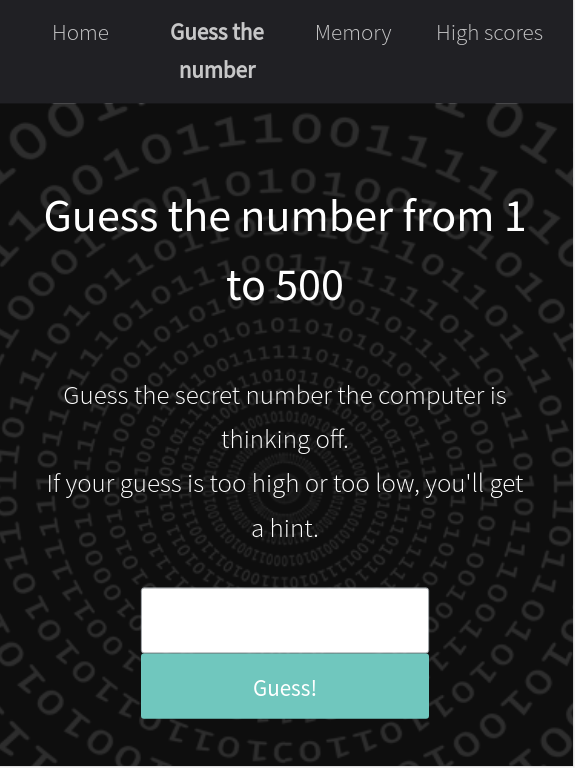 Home Guess the Memory High scores
number
Guess the number from 1
to 500
Guess the secret number the computer is
thinking off.
If your guess is too high or too low, you'll get
a hint.
Guess!